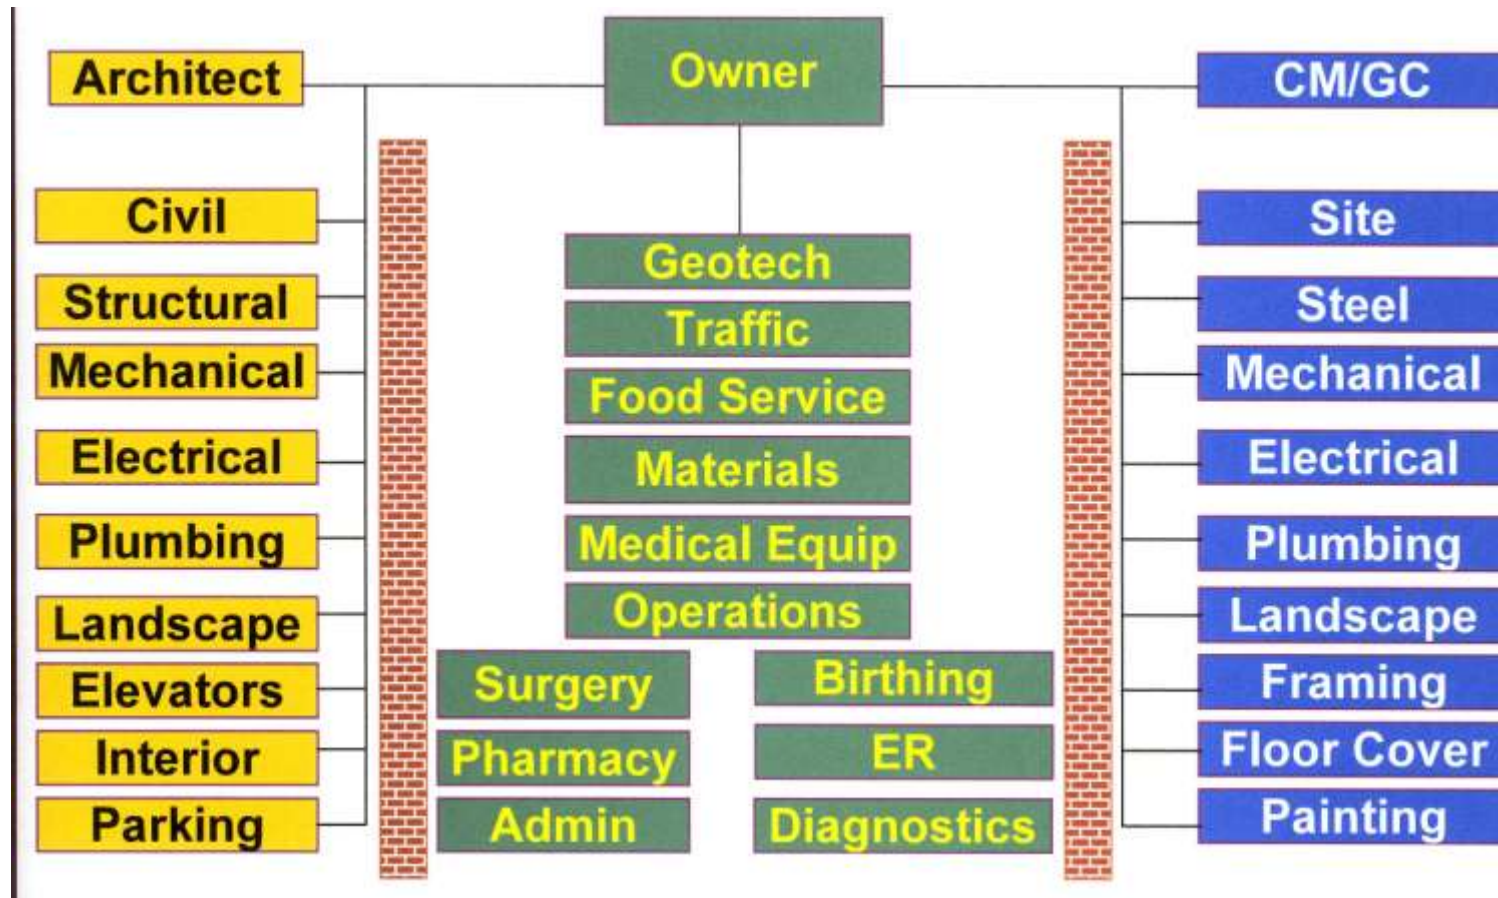 Architect
Owner
CM/GC
Civil
Structural
Mechanical
Electrical
Plumbing
Landscape
Elevators
Interior
Parking
Geotech
Traffic
Food Service
Materials
Medical Equip
Operations
Surgery
Birthing
Pharmacy
ER
Admin
Diagnostics
Site
Steel
Mechanical
Electrical
Plumbing
Landscape
Framing
Floor Cover
Painting